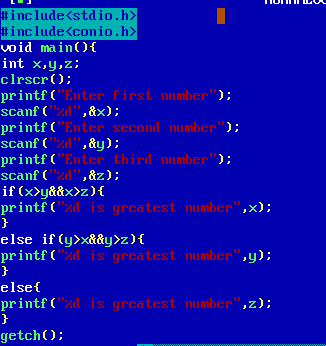 #include<stdio.h>
#include<conio.h>
void main(){
int x,y,z;
clrscr();
printf("Enter first number");
scanf("%d",&x);
printf("Enter second number");
scanf("%d",&y);
printf("Enter third number");
scanf("%d",&z);
if(x>y&&x>z){
printf("%d is greatest number",x);
}
else if(y>x&&y>z){
printf("%d is greatest number",y);
}
else{
printf("%d is greatest number",z);
}
getch();